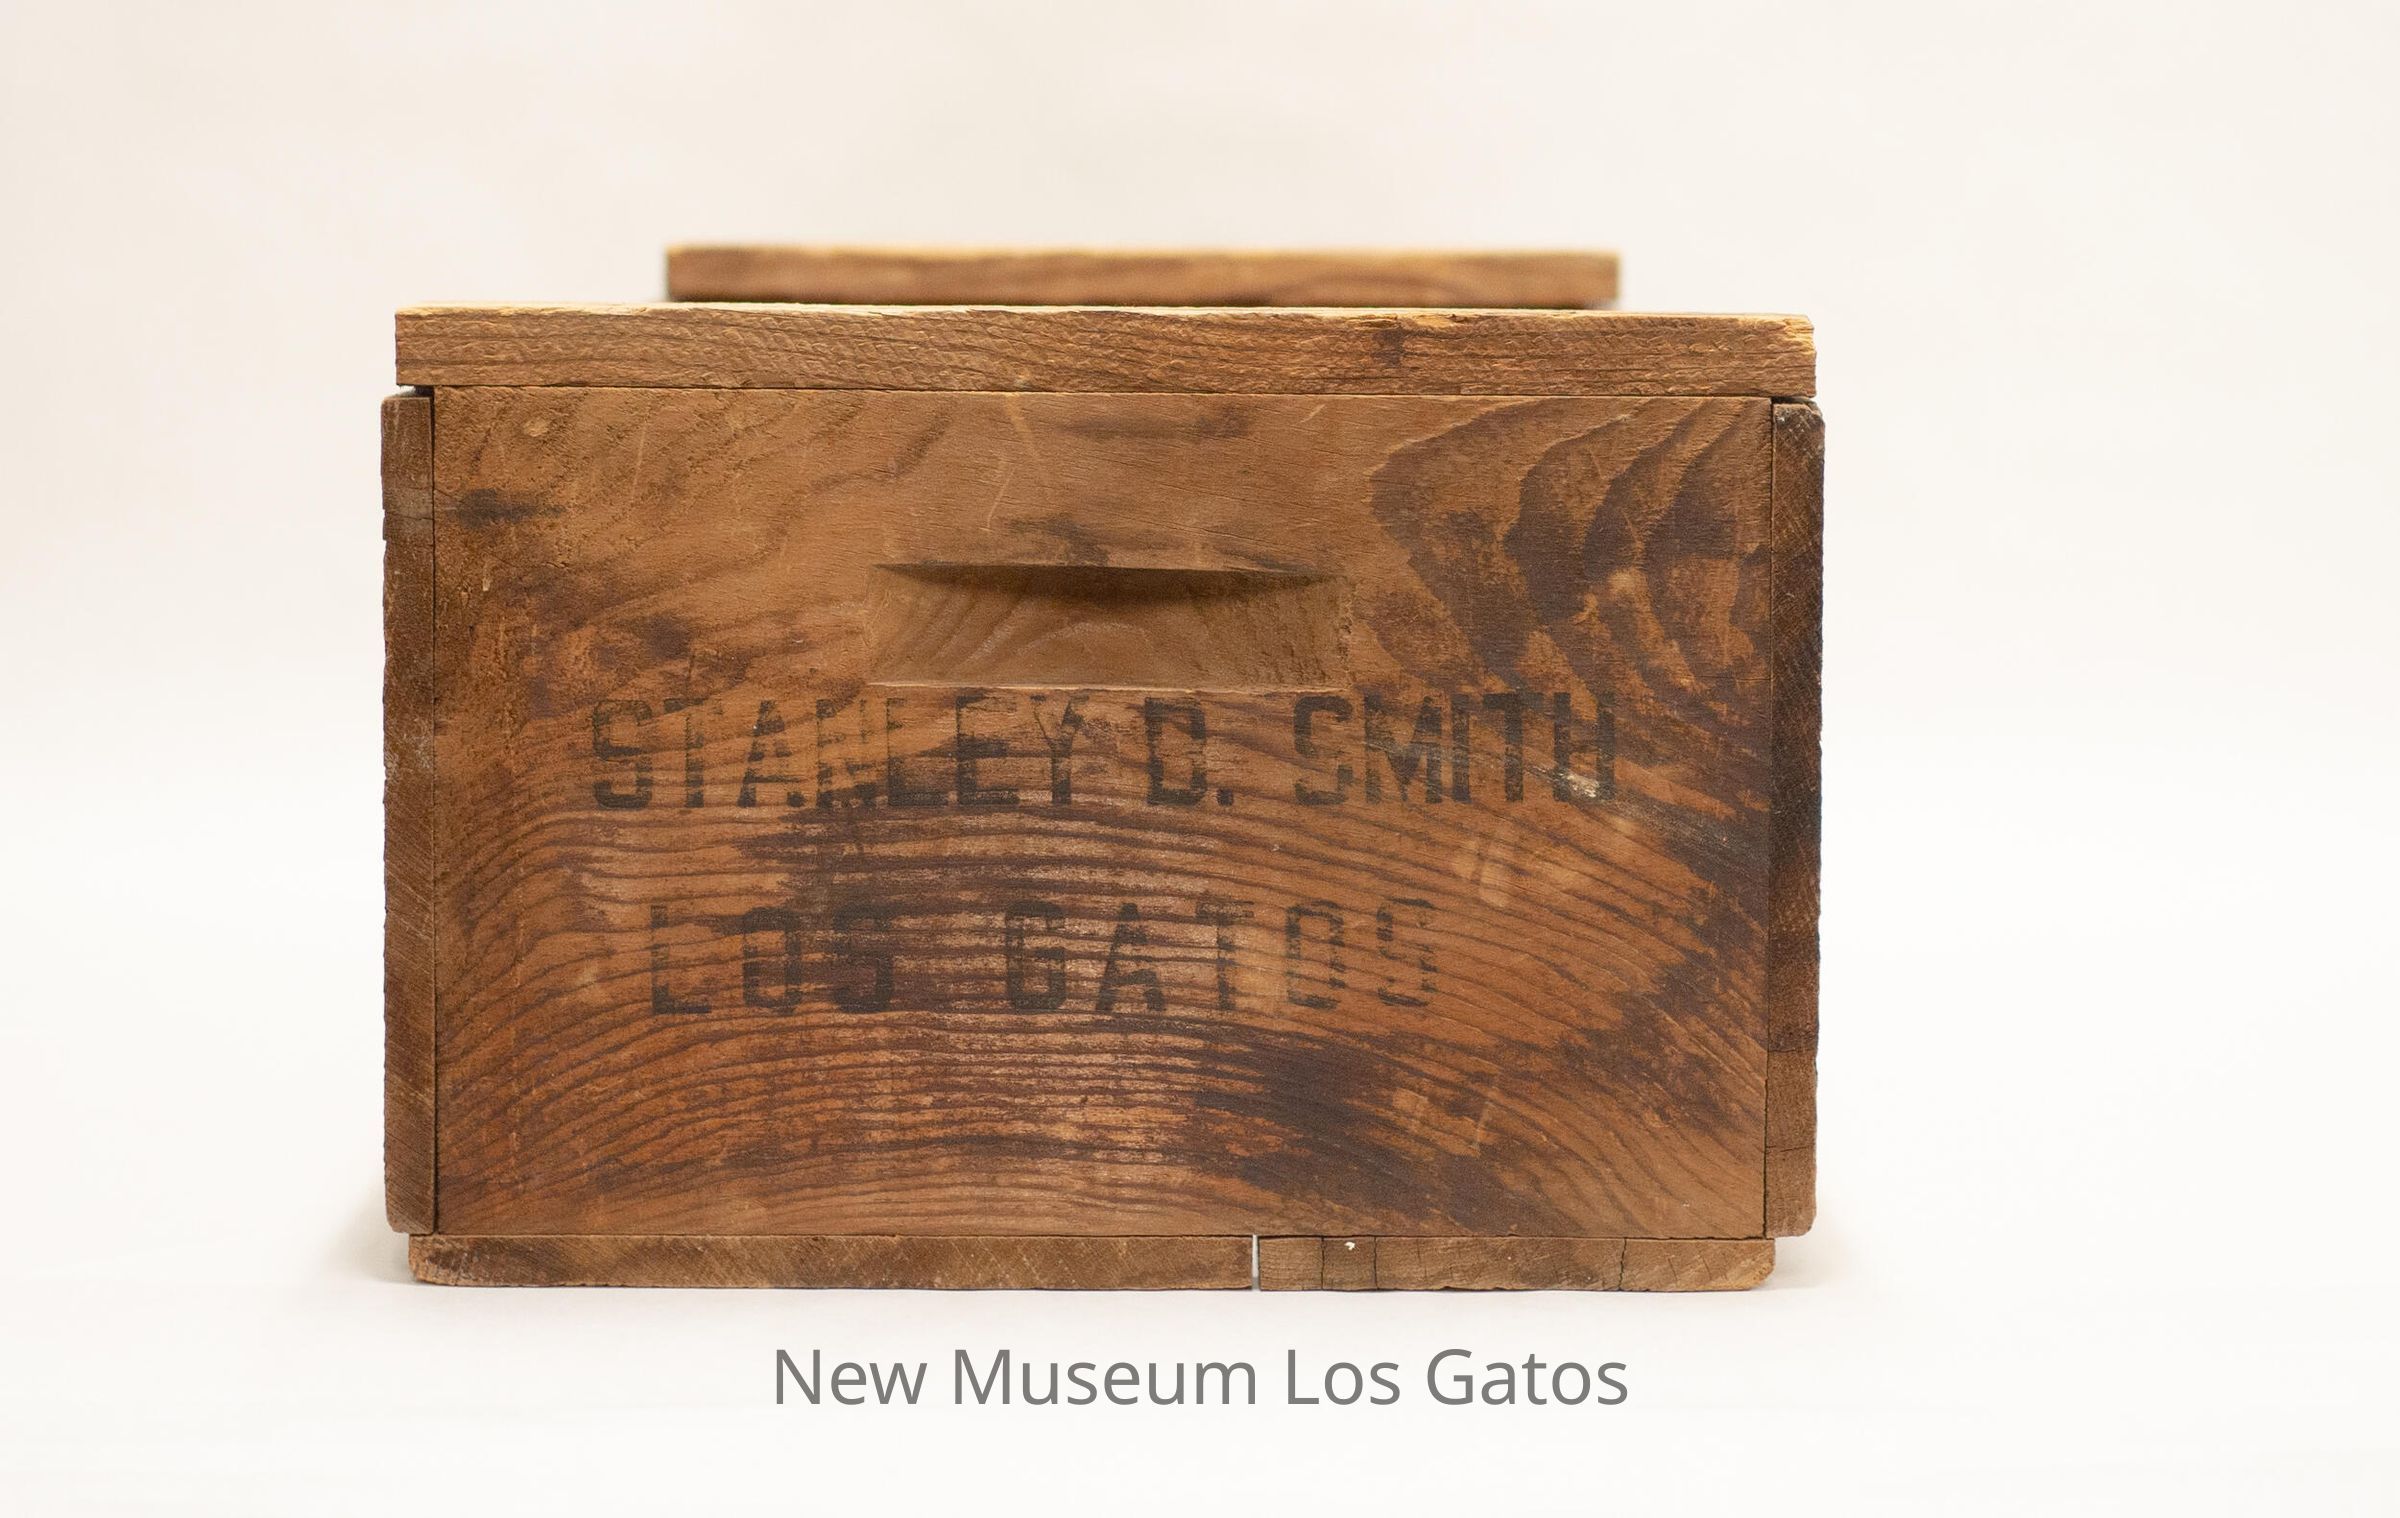 STANLEY D. SMITH
LOS GATOS
New Museum Los Gatos